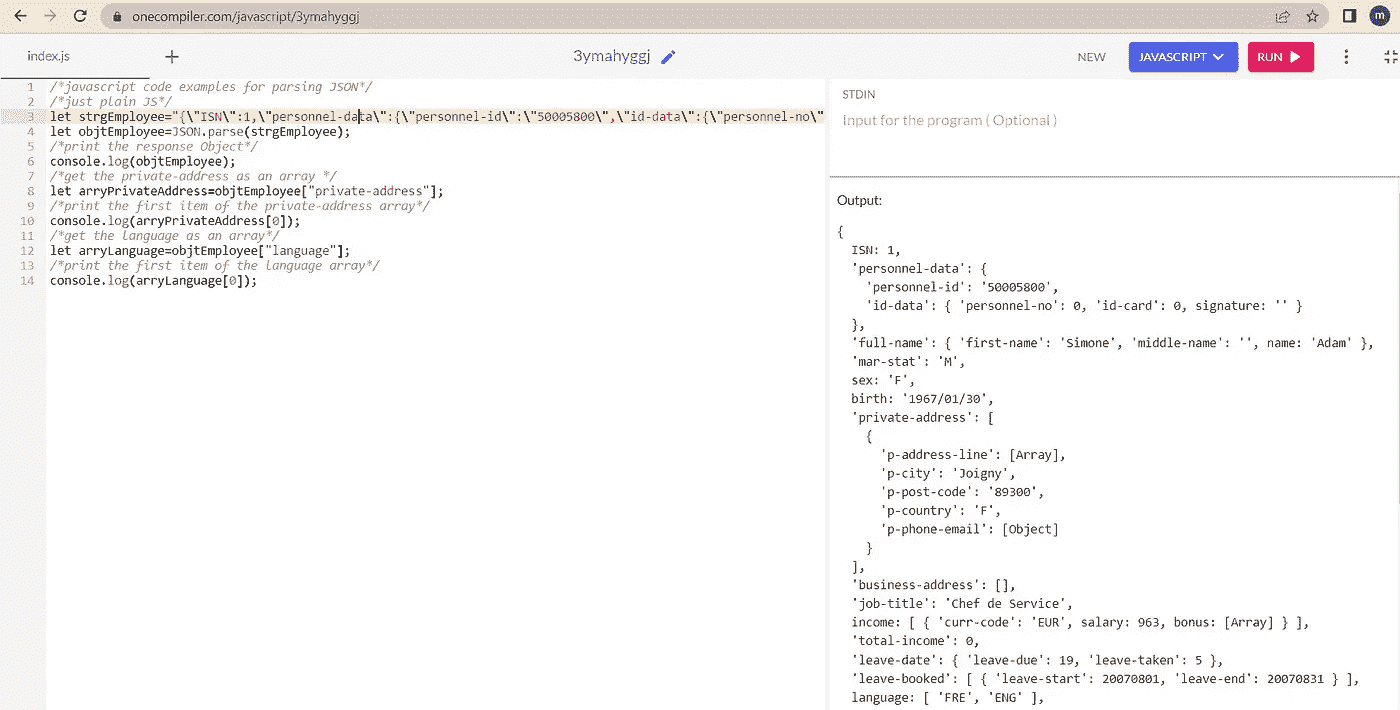 onecompiler.com/javascript/3ymahyggj
m
index.js
+
3ymahyggj
NEW
JAVASCRIPT
RUN
1 /*javascript code examples for parsing JSON*/
2 /*just plain JS*/
3 let strgEmployee="{\"ISN\":1,\"personnel-data\":{\"personnel-id\":\"50005800\",\"id-data\":{\"personnel-no\"
4 let objtEmployee=JSON.parse(strgEmployee);
5 /*print the response Object*/
6 console.log(objtEmployee);
7 /*get the private-address as an array */
8 let arryPrivateAddress=objtEmployee["private-address"];
9 /*print the first item of the private-address array*/
10 console.log(arryPrivateAddress[0]);
11 /*get the language as an array*/
12 let arryLanguage=objtEmployee["language"];
13 /*print the first item of the language array*/
14 console.log(arryLanguage[0]);
STDIN
Input for the program ( Optional )
Output:
{
  ISN: 1,
  'personnel-data': {
    'personnel-id': '50005800',
    'id-data': { 'personnel-no': 0, 'id-card': 0, signature: '' }
  },
  'full-name': { 'first-name': 'Simone', 'middle-name': '', name: 'Adam' },
  'mar-stat': 'M',
  sex: 'F',
  birth: '1967/01/30',
  'private-address': [
    {
      'p-address-line': [Array],
      'p-city': 'Joigny',
      'p-post-code': '89300',
      'p-country': 'F',
      'p-phone-email': [Object]
    }
  ],
  'business-address': [],
  'job-title': 'Chef de Service',
  income: [ { 'curr-code': 'EUR', salary: 963, bonus: [Array] } ],
  'total-income': 0,
  'leave-date': { 'leave-due': 19, 'leave-taken': 5 },
  'leave-booked': [ { 'leave-start': 20070801, 'leave-end': 20070831 } ],
  language: [ 'FRE', 'ENG' ],